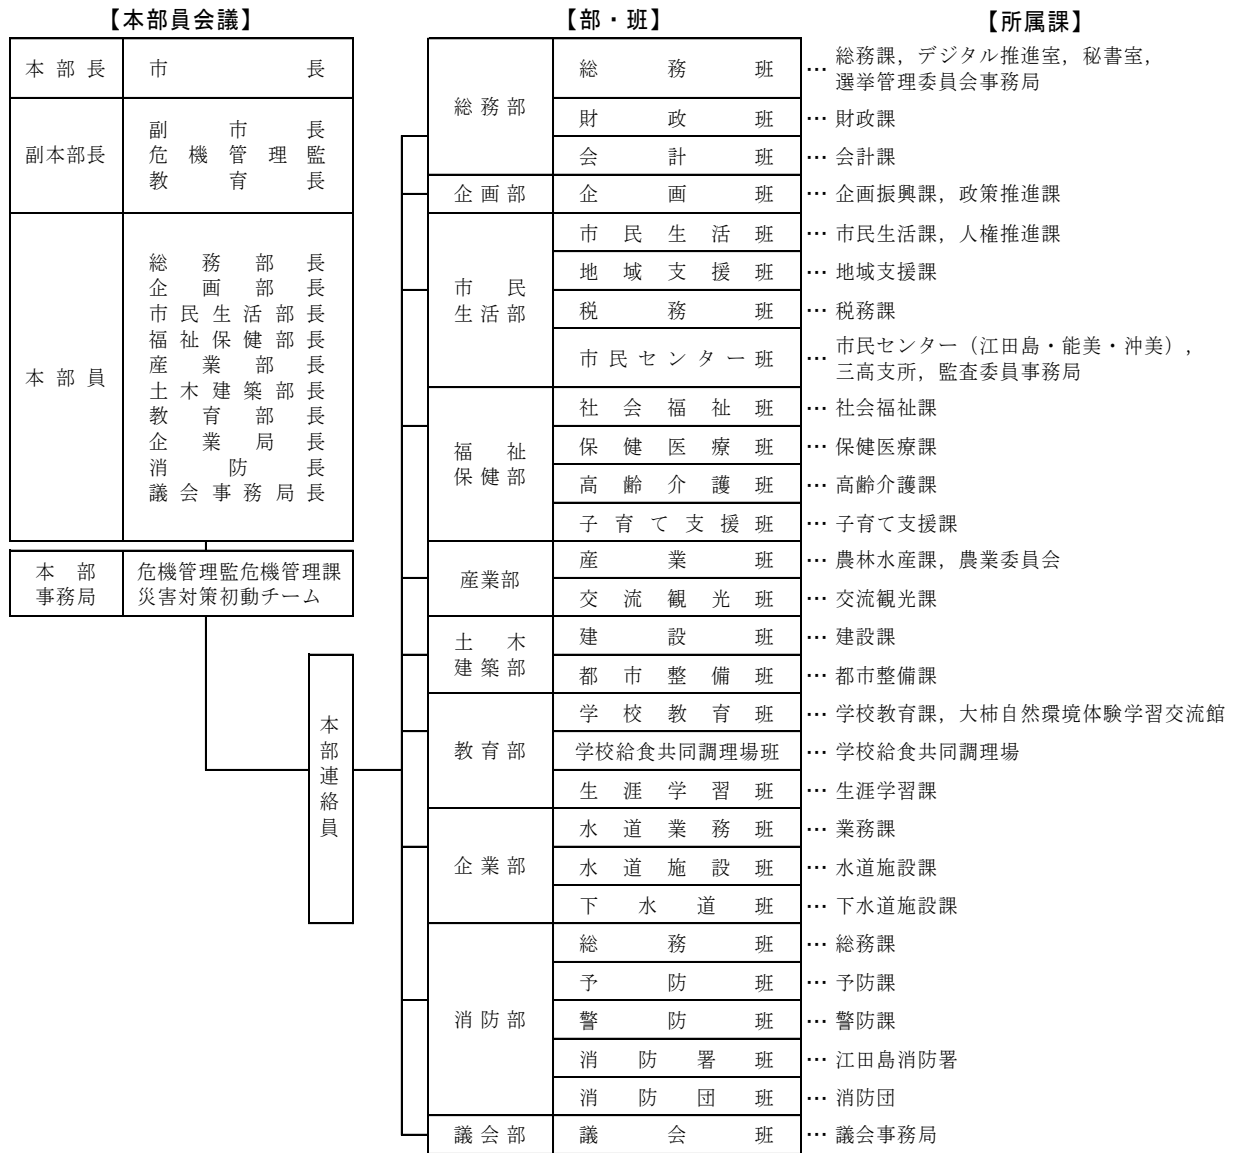 【本部員会議】
本部長 市長
副本部長
副市長
危機管理監
教育長
本部員
総務部長
企画部長
市民生活部長
福祉保健部長
産業部長
土木建築部長
教育部長
企業局長
消防長
議会事務局長
本部
事務局
危機管理監危機管理課
災害対策初動チーム
本部連絡員
【部・班】 【所属課】
総務部
総務班 … 総務課，デジタル推進室，秘書室，
選挙管理委員会事務局
財政班 … 財政課
会計班 … 会計課
企画部 企画班 … 企画振興課，政策推進課
市民
生活部
市民生活班 … 市民生活課，人権推進課
地域支援班 … 地域支援課
税務班 … 税務課
市民センター班 … 市民センター（江田島・能美・沖美），
三高支所，監査委員事務局
福祉
保健部
社会福祉班 … 社会福祉課
保健医療班 … 保健医療課
高齢介護班 … 高齢介護課
子育て支援班 … 子育て支援課
産業部
産業班 … 農林水産課，農業委員会
交流観光班 … 交流観光課
土木
建築部
建設班 … 建設課
都市整備班 … 都市整備課
教育部
学校教育班 … 学校教育課，大柿自然環境体験学習交流館
学校給食共同調理場班 … 学校給食共同調理場
生涯学習班 … 生涯学習課
企業部
水道業務班 … 業務課
水道施設班 … 水道施設課
下水道班 … 下水道施設課
消防部
総務班 … 総務課
予防班 … 予防課
警防班 … 警防課
消防署班 … 江田島消防署
消防団班 … 消防団
議会部 議会班 … 議会事務局